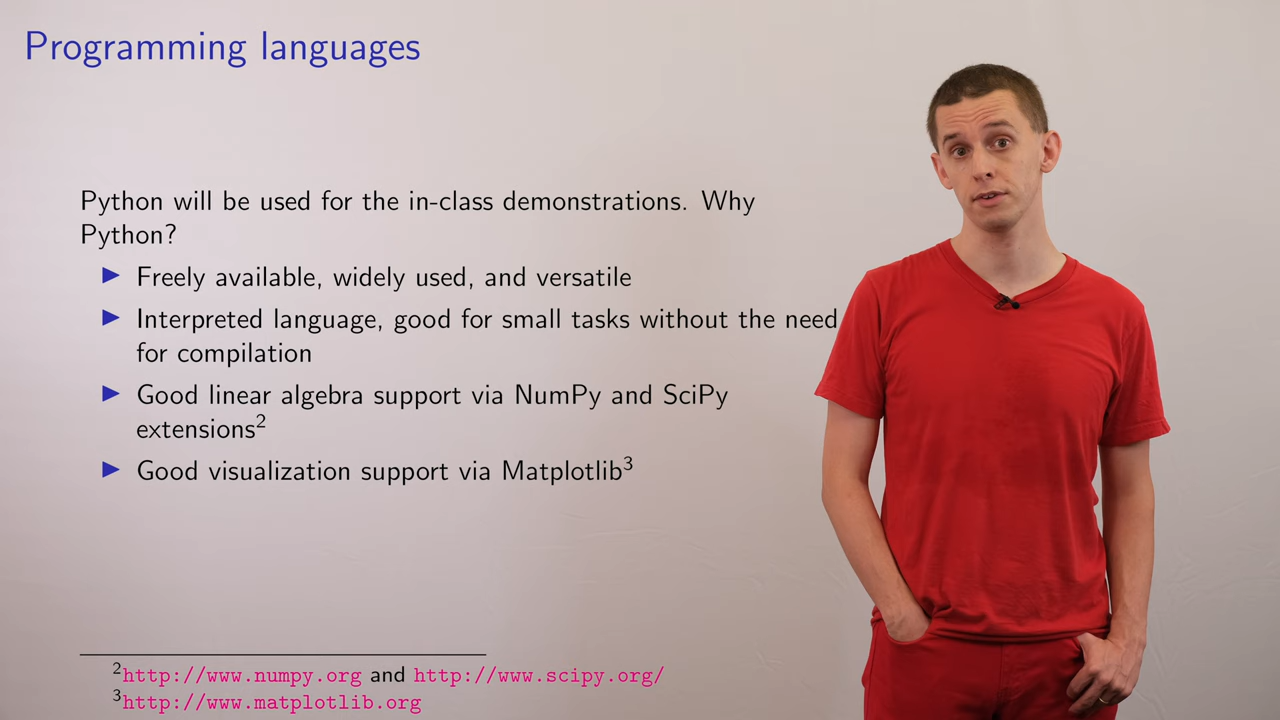 Programming languages
Python will be used for the in-class demonstrations. Why
Python?
▶ Freely available, widely used, and versatile
▶ Interpreted language, good for small tasks without the need
for compilation
▶ Good linear algebra support via NumPy and SciPy
extensions²
▶ Good visualization support via Matplotlib³
²http://www.numpy.org and http://www.scipy.org/
³http://www.matplotlib.org